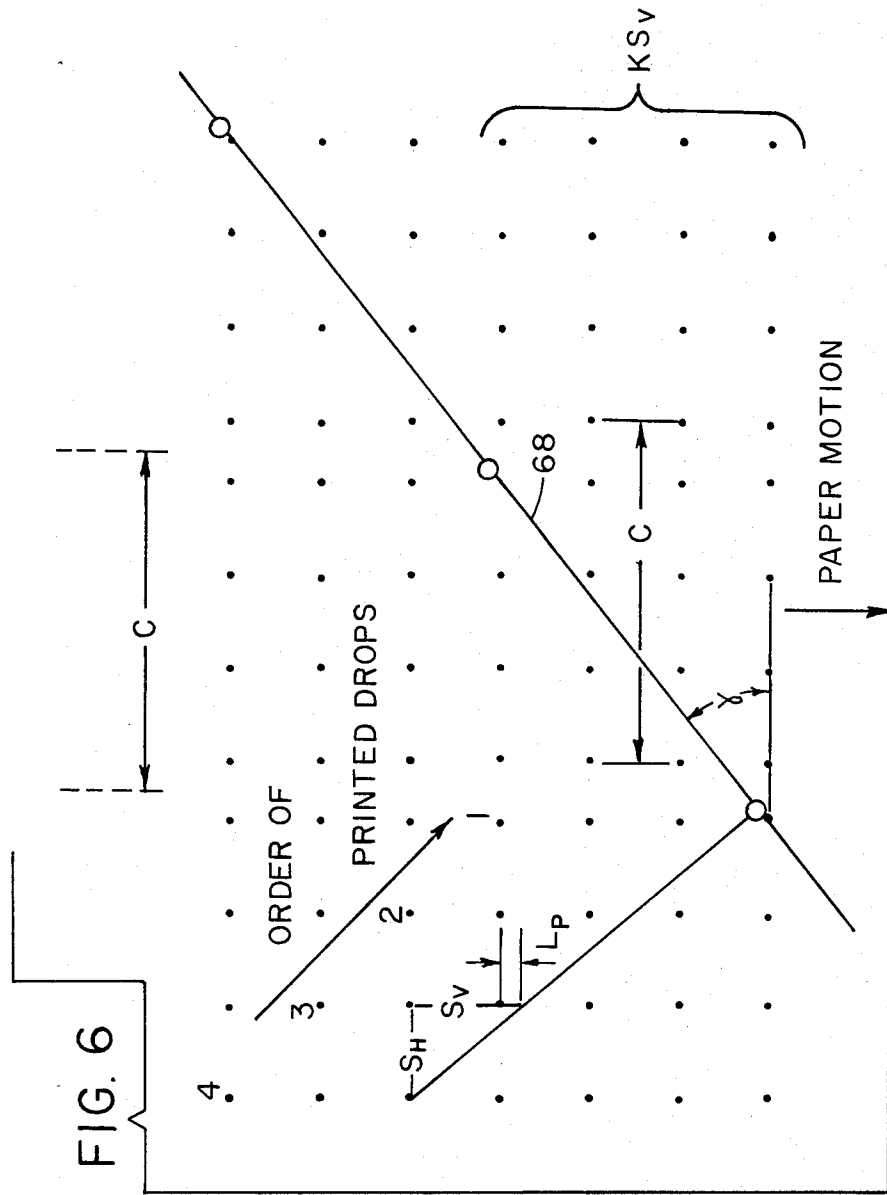 FIG. 6
C
ORDER OF
PRINTED DROPS
4
3
2
1
SH
SV
LP
68
C
γ
KSV
PAPER MOTION